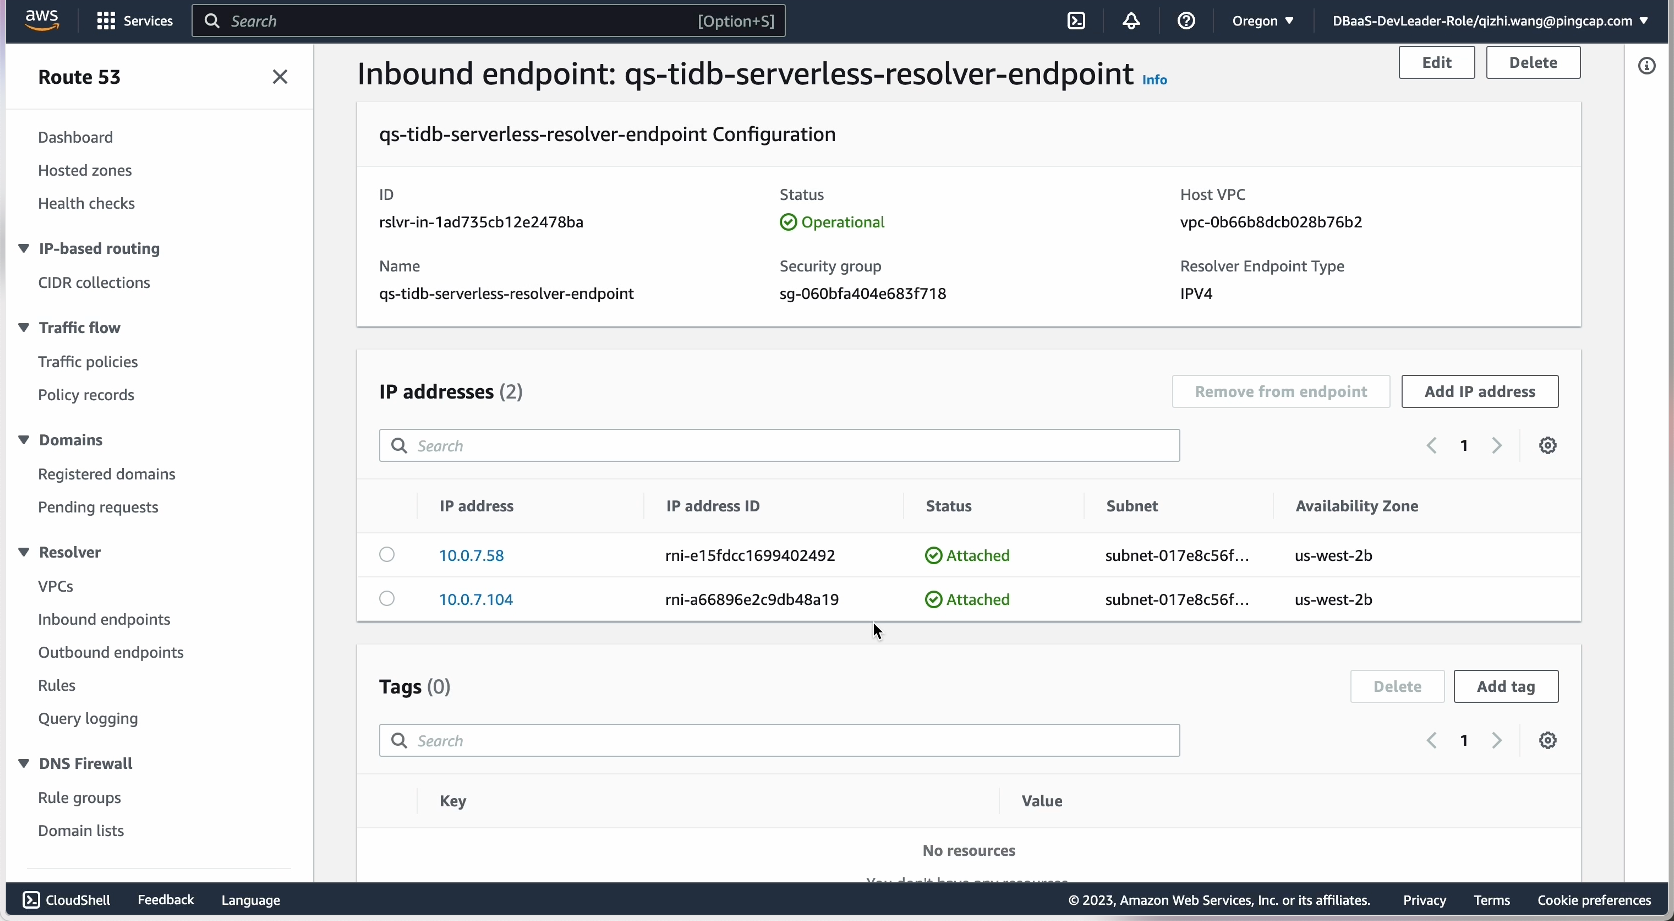 aws Services Search [Option+S] Oregon ▼ DBaaS-DevLeader-Role/qizhi.wang@pingcap.com ▼
Route 53
Dashboard
Hosted zones
Health checks
▼ IP-based routing
CIDR collections
▼ Traffic flow
Traffic policies
Policy records
▼ Domains
Registered domains
Pending requests
▼ Resolver
VPCs
Inbound endpoints
Outbound endpoints
Rules
Query logging
▼ DNS Firewall
Rule groups
Domain lists
Inbound endpoint: qs-tidb-serverless-resolver-endpoint Info Edit Delete
qs-tidb-serverless-resolver-endpoint Configuration
ID Status Host VPC
rslvr-in-1ad735cb12e2478ba Operational vpc-0b66b8dcb028b76b2
Name Security group Resolver Endpoint Type
qs-tidb-serverless-resolver-endpoint sg-060bfa404e683f718 IPV4
IP addresses (2) Remove from endpoint Add IP address
Search 1
IP address IP address ID Status Subnet Availability Zone
10.0.7.58 rni-e15fdcc1699402492 Attached subnet-017e8c56f... us-west-2b
10.0.7.104 rni-a66896e2c9db48a19 Attached subnet-017e8c56f... us-west-2b
Tags (0) Delete Add tag
Search 1
Key Value
No resources
You don't have any resources
CloudShell Feedback Language © 2023, Amazon Web Services, Inc. or its affiliates. Privacy Terms Cookie preferences